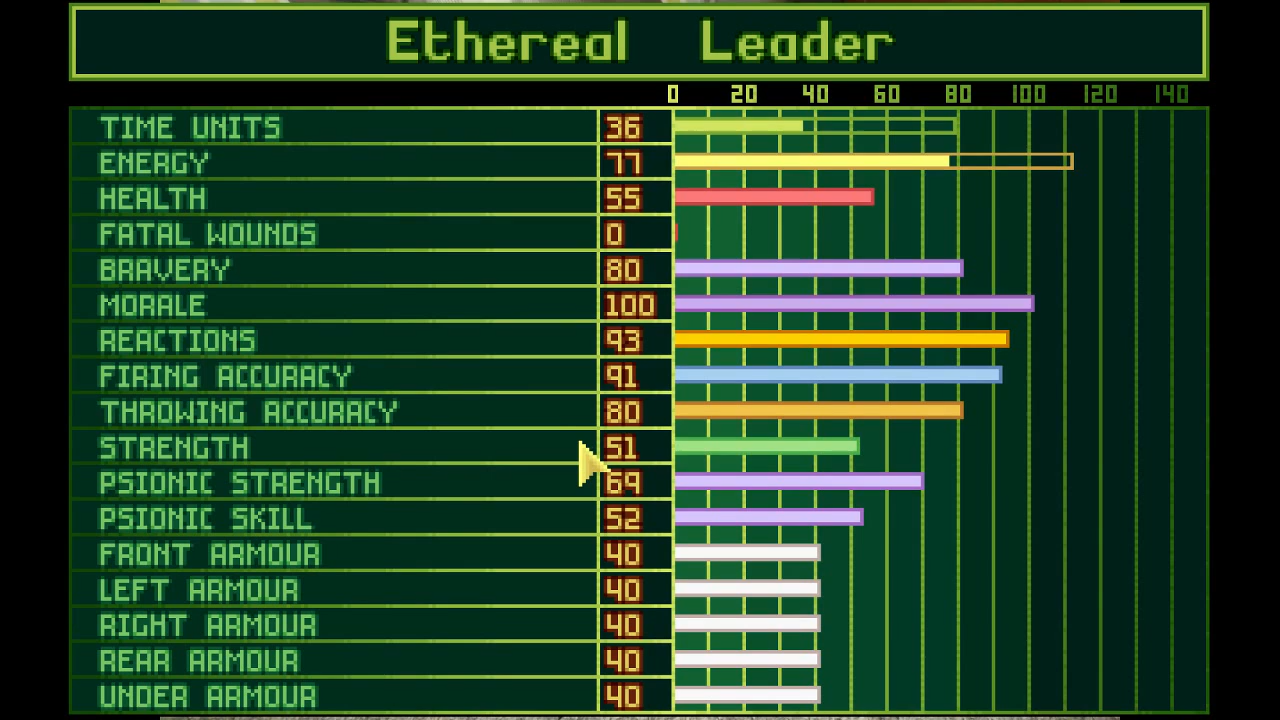 Ethereal Leader
0 20 40 60 80 100 120 140
TIME UNITS 36
ENERGY 77
HEALTH 55
FATAL WOUNDS 0
BRAVERY 80
MORALE 100
REACTIONS 93
FIRING ACCURACY 91
THROWING ACCURACY 80
STRENGTH 51
PSIONIC STRENGTH 69
PSIONIC SKILL 52
FRONT ARMOUR 40
LEFT ARMOUR 40
RIGHT ARMOUR 40
REAR ARMOUR 40
UNDER ARMOUR 40